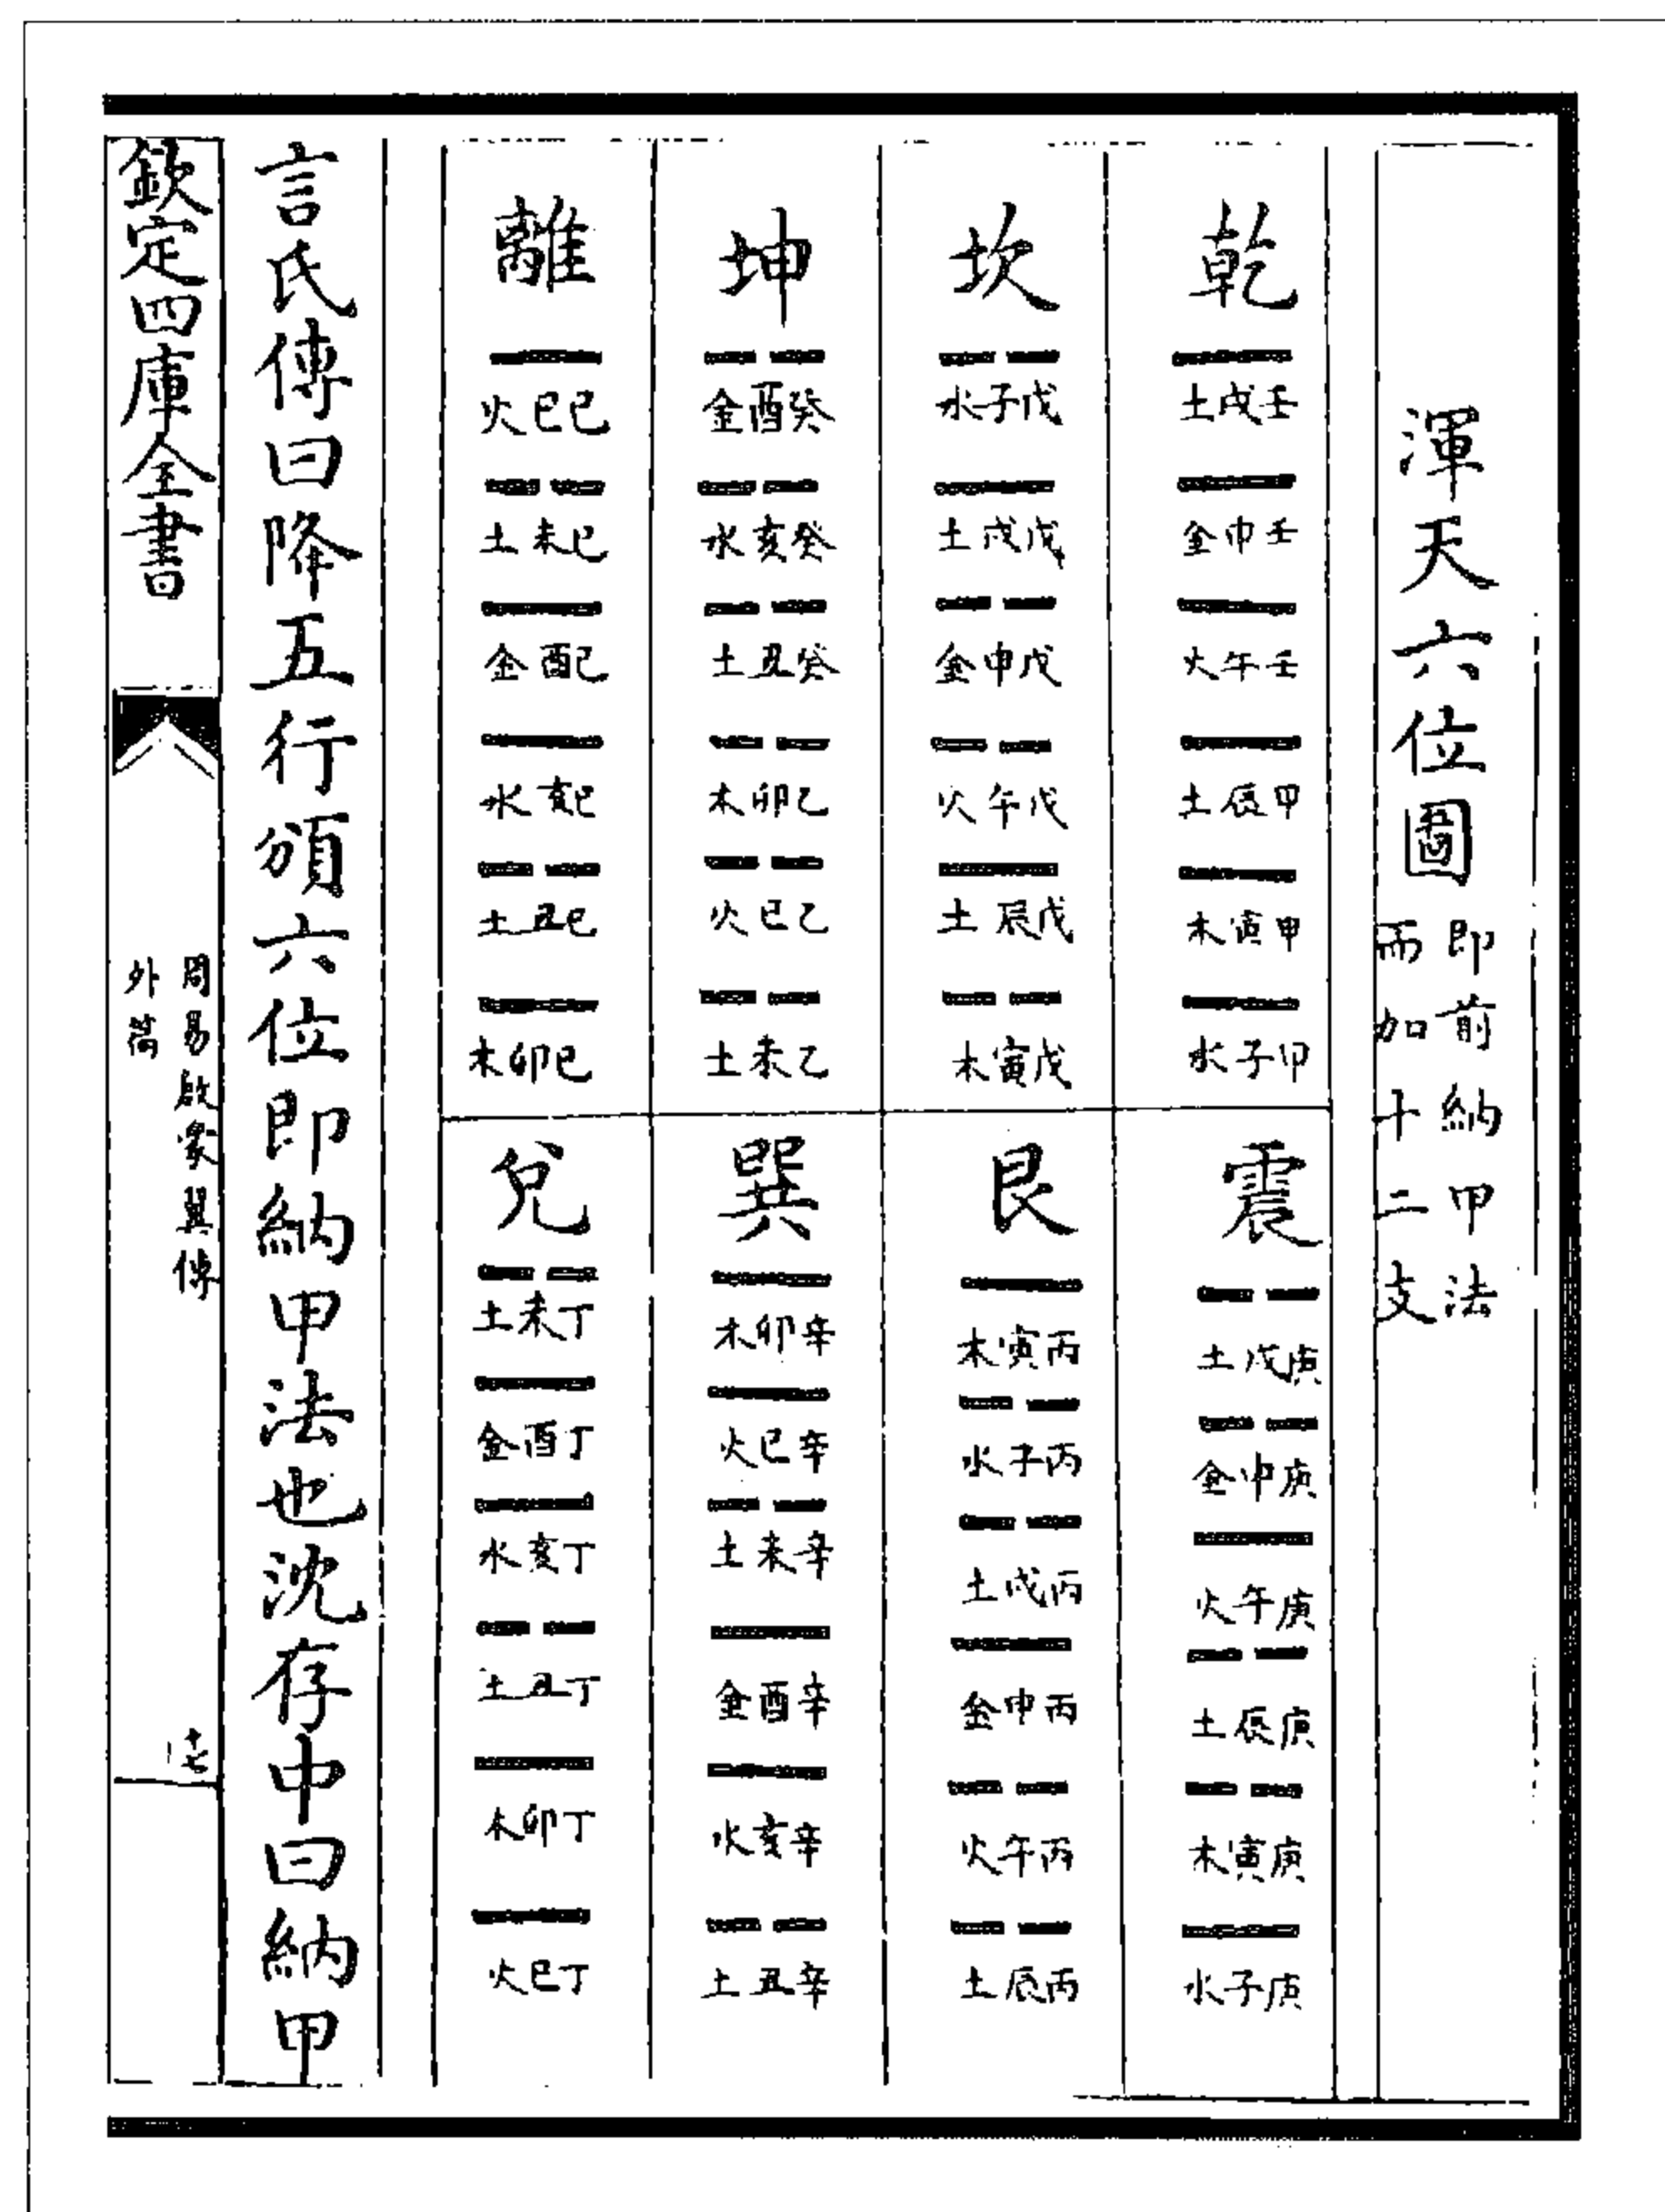 渾天六位圖
即前納甲法
而加十二支
乾
壬戌土
壬申金
壬午火
甲辰土
甲寅木
甲子水
震
庚戌土
庚申金
庚午火
庚辰土
庚寅木
庚子水
坎
戊子水
戊戌土
戊申金
戊午火
戊辰土
戊寅木
艮
丙寅木
丙子水
丙戌土
丙申金
丙午火
丙辰土
坤
癸酉金
癸亥水
癸丑土
乙卯木
乙巳火
乙未土
巽
辛卯木
辛巳火
辛未土
辛酉金
辛亥水
辛丑土
離
己巳火
己未土
己酉金
己亥水
己丑土
己卯木
兌
丁未土
丁酉金
丁亥水
丁丑土
丁卯木
丁巳火
言氏傳曰降五行頒六位即納甲法也沈存中曰納甲
欽定四庫全書
周易啟蒙翼傳
外篇
十七